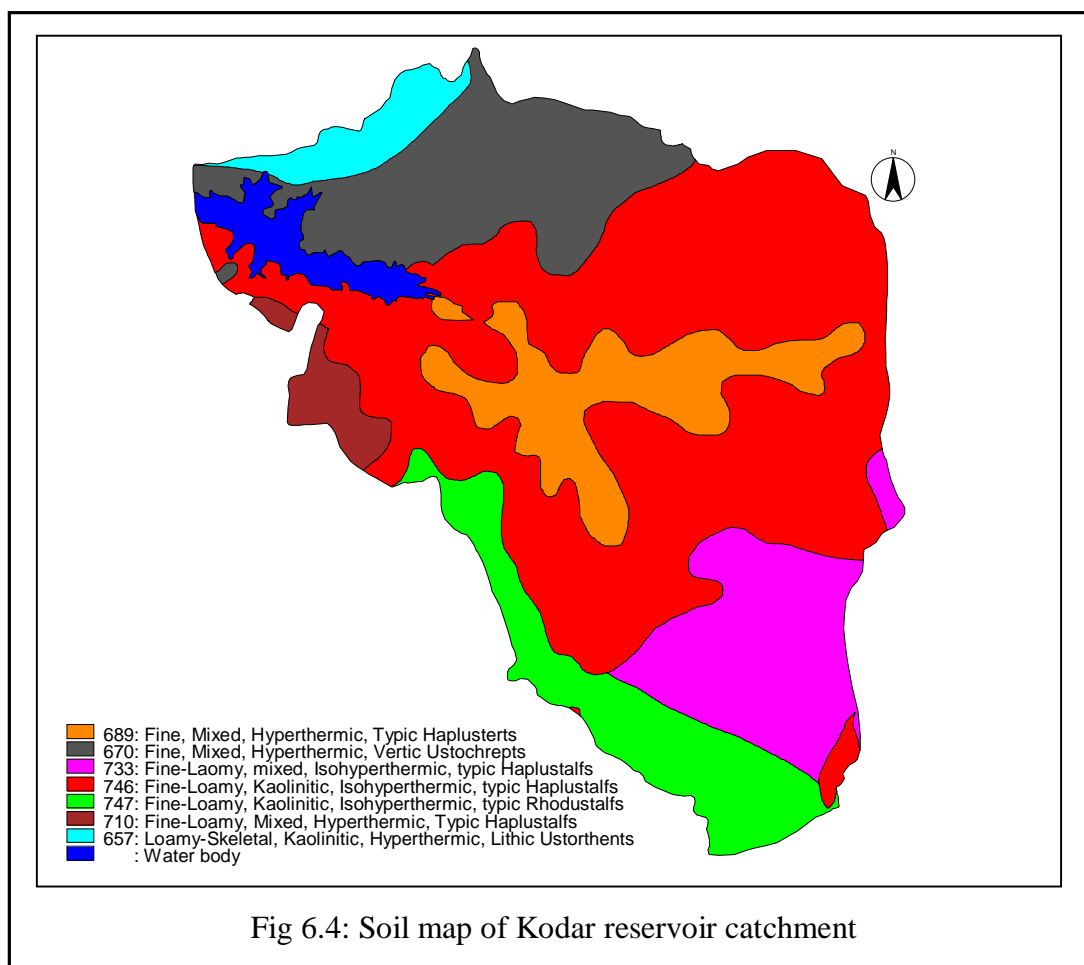 N
689: Fine, Mixed, Hyperthermic, Typic Haplusterts
670: Fine, Mixed, Hyperthermic, Vertic Ustochrepts
733: Fine-Laomy, mixed, Isohyperthermic, typic Haplustalfs
746: Fine-Loamy, Kaolinitic, Isohyperthermic, typic Haplustalfs
747: Fine-Loamy, Kaolinitic, Isohyperthermic, typic Rhodustalfs
710: Fine-Loamy, Mixed, Hyperthermic, Typic Haplustalfs
657: Loamy-Skeletal, Kaolinitic, Hyperthermic, Lithic Ustorthents
: Water body
Fig 6.4: Soil map of Kodar reservoir catchment